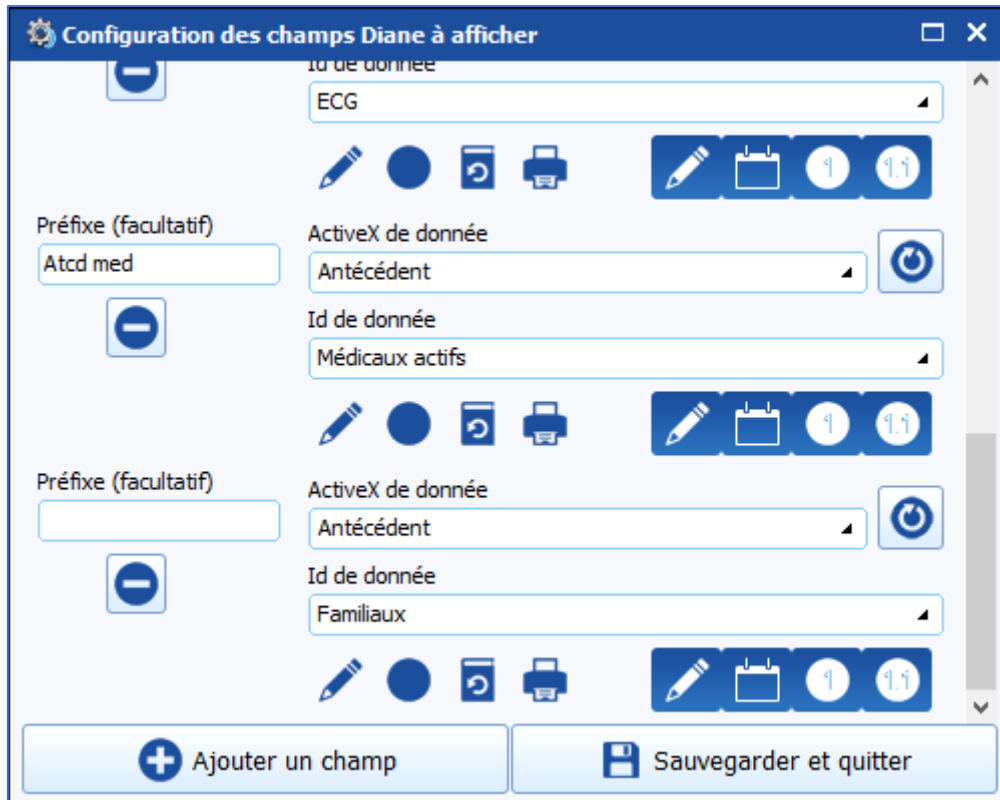 Configuration des champs Diane à afficher
Id de donnée
ECG
Préfixe (facultatif)
ActiveX de donnée
Atcd med
Antécédent
Id de donnée
Médicaux actifs
Préfixe (facultatif)
ActiveX de donnée
Antécédent
Id de donnée
Familiaux
Ajouter un champ
Sauvegarder et quitter